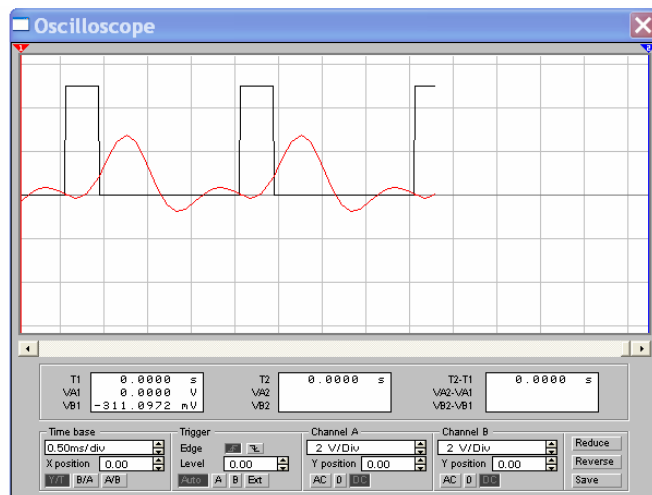 Oscilloscope
1 2
T1 0.0000 s T2 0.0000 s T2-T1 0.0000 s
VA1 0.0000 V VA2 VA2-VA1
VB1 -311.0972 mV VB2 VB2-VB1
Time base Trigger Channel A Channel B
0.50ms/div Edge 2 V/Div 2 V/Div Reduce
X position 0.00 Level 0.00 Y position 0.00 Y position 0.00 Reverse
Y/T B/A A/B Auto A B Ext AC 0 DC AC 0 DC Save